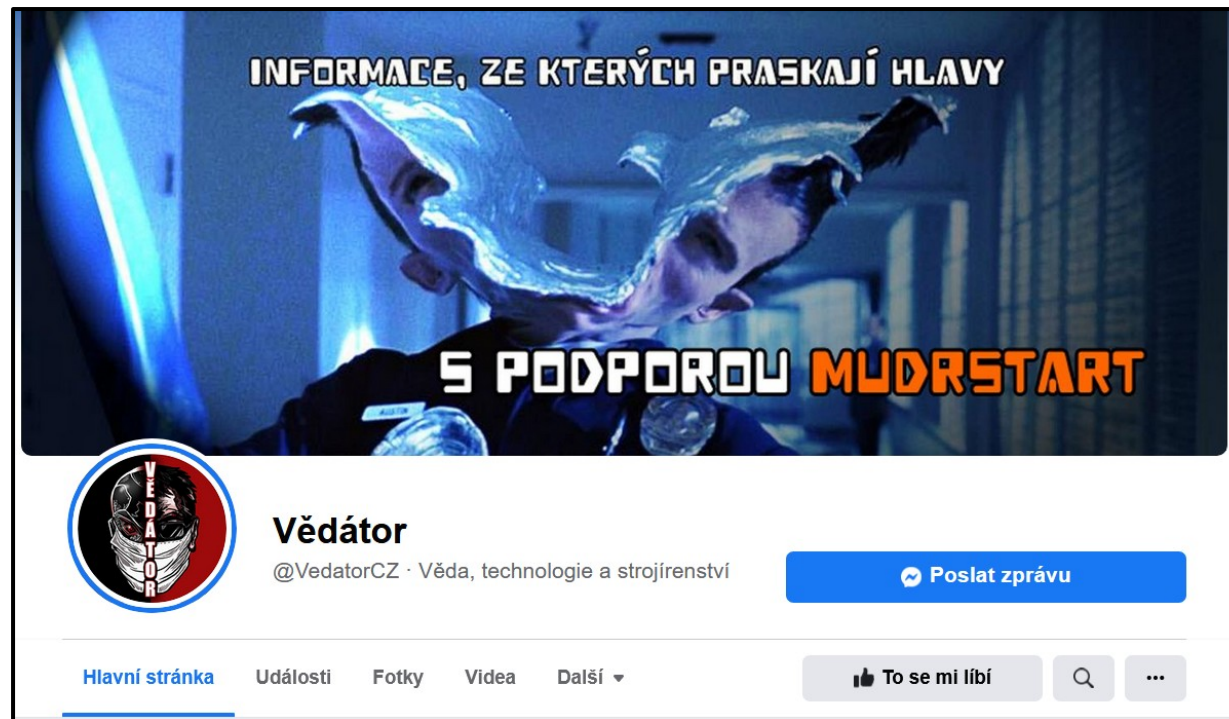 INFORMACE, ZE KTERÝCH PRASKAJÍ HLAVY
S PODPOROU MUDRSTART
AUSTIN
VĚDÁTOR
Vědátor
@VedatorCZ · Věda, technologie a strojírenství
Poslat zprávu
Hlavní stránka Události Fotky Videa Další To se mi líbí